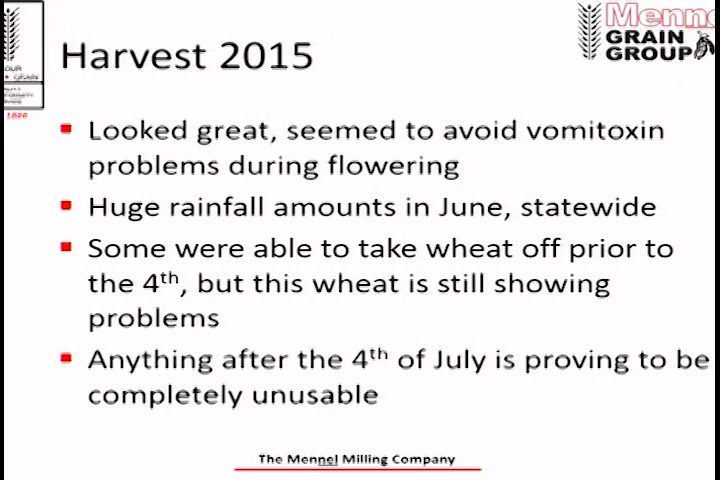 Harvest 2015
GRAIN
GROUP
GRAIN
1886
Looked great, seemed to avoid vomitoxin
problems during flowering
Huge rainfall amounts in June, statewide
Some were able to take wheat off prior to
the 4th, but this wheat is still showing
problems
Anything after the 4th of July is proving to be
completely unusable
The Mennel Milling Company